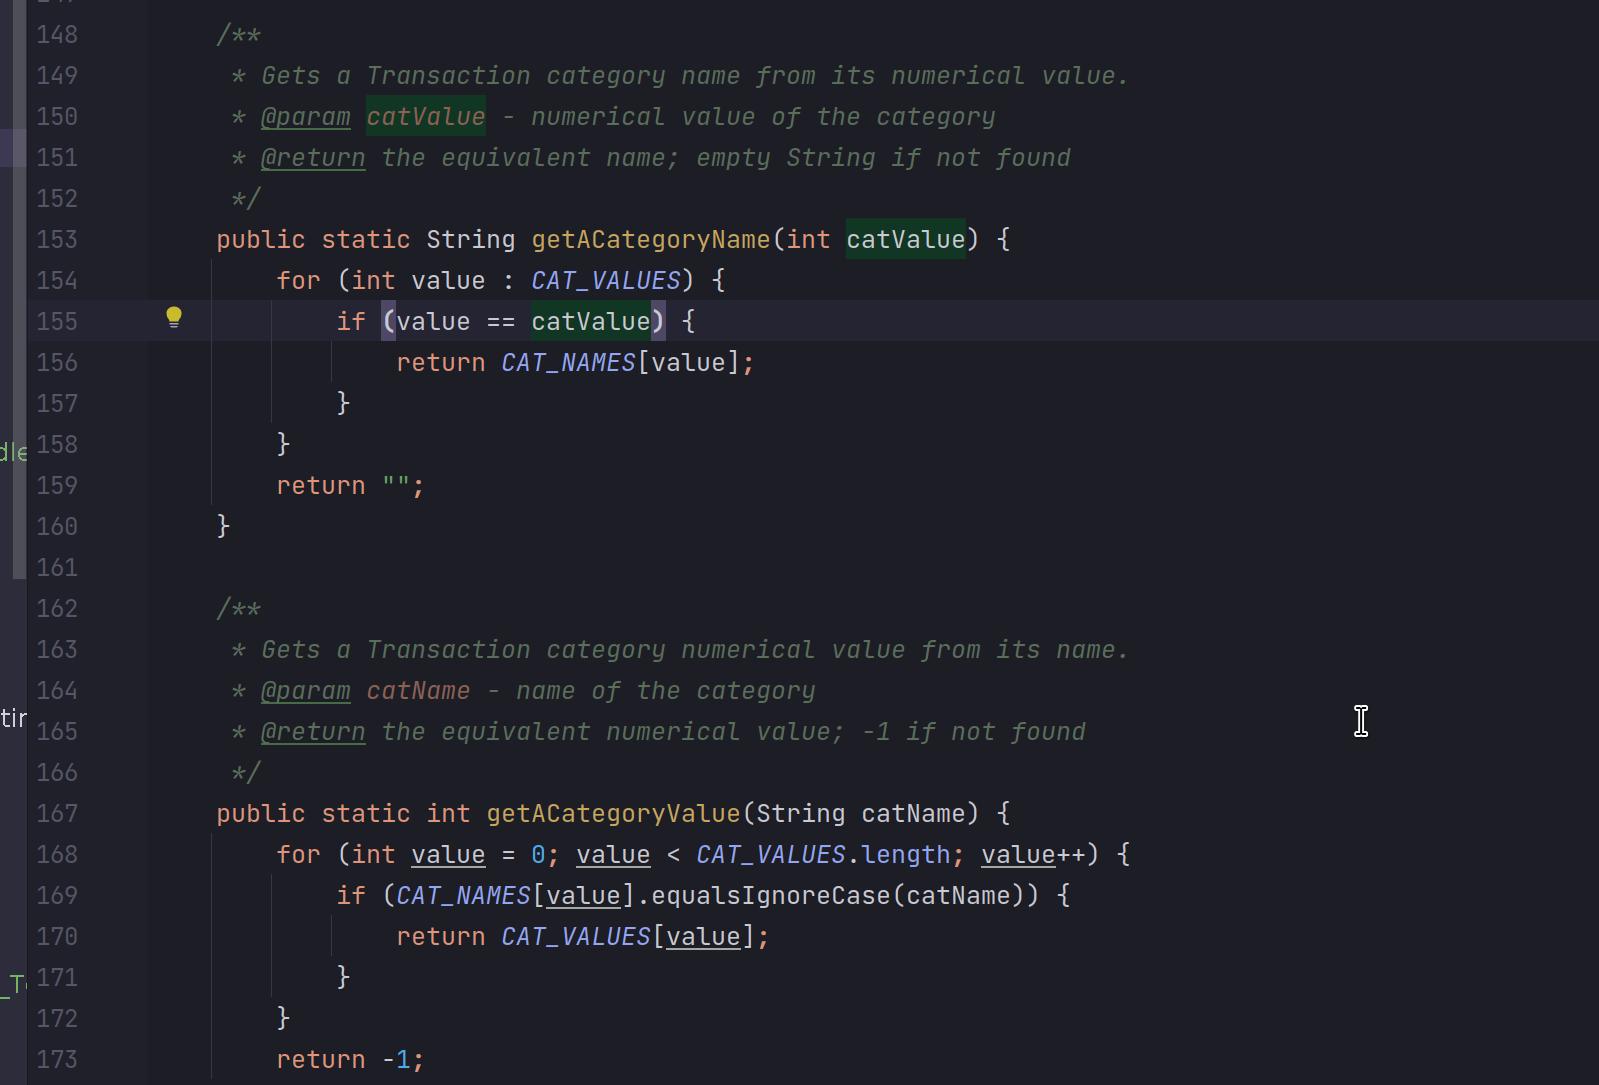 148 /**
149 * Gets a Transaction category name from its numerical value.
150 * @param catValue - numerical value of the category
151 * @return the equivalent name; empty String if not found
152 */
153 public static String getACategoryName(int catValue) {
154 for (int value : CAT_VALUES) {
155 if (value == catValue) {
156 return CAT_NAMES[value];
157 }
dle 158 }
159 return "";
160 }
161
162 /**
163 * Gets a Transaction category numerical value from its name.
164 * @param catName - name of the category
tir 165 * @return the equivalent numerical value; -1 if not found
166 */
167 public static int getACategoryValue(String catName) {
168 for (int value = 0; value < CAT_VALUES.length; value++) {
169 if (CAT_NAMES[value].equalsIgnoreCase(catName)) {
170 return CAT_VALUES[value];
171 }
172 }
173 return -1;